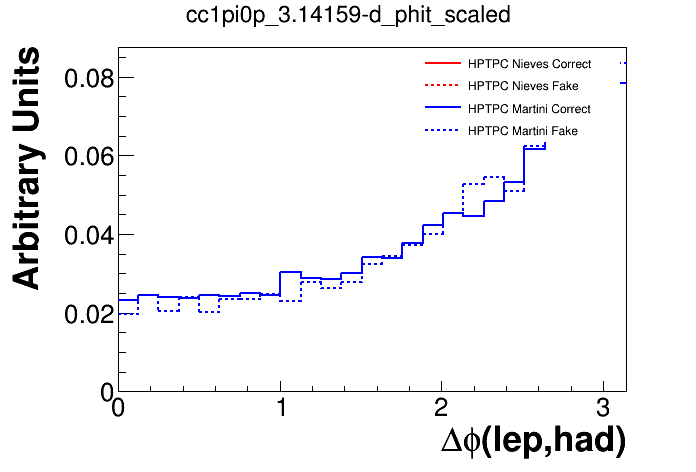 cc1pi0p_3.14159-d_phit_scaled
Arbitrary Units
0.08
0.06
0.04
0.02
0
HPTPC Nieves Correct
HPTPC Nieves Fake
HPTPC Martini Correct
HPTPC Martini Fake
0 1 2 3
Δϕ(lep,had)